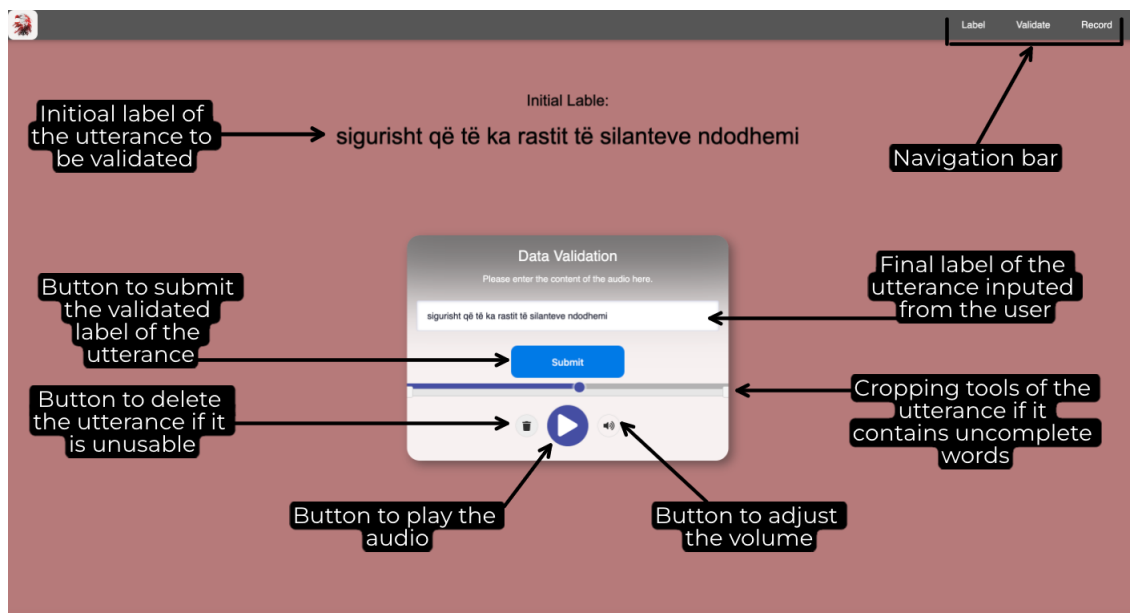 Label Validate Record
Initial Lable:
Initioal label of
the utterance to
be validated
sigurisht që të ka rastit të silanteve ndodhemi
Navigation bar
Data Validation
Please enter the content of the audio here.
Button to submit
the validated
label of the
utterance
sigurisht që të ka rastit të silanteve ndodhemi
Final label of the
utterance inputed
from the user
Submit
Button to delete
the utterance if it
is unusable
Cropping tools of the
utterance if it
contains uncomplete
words
Button to play the
audio
Button to adjust
the volume